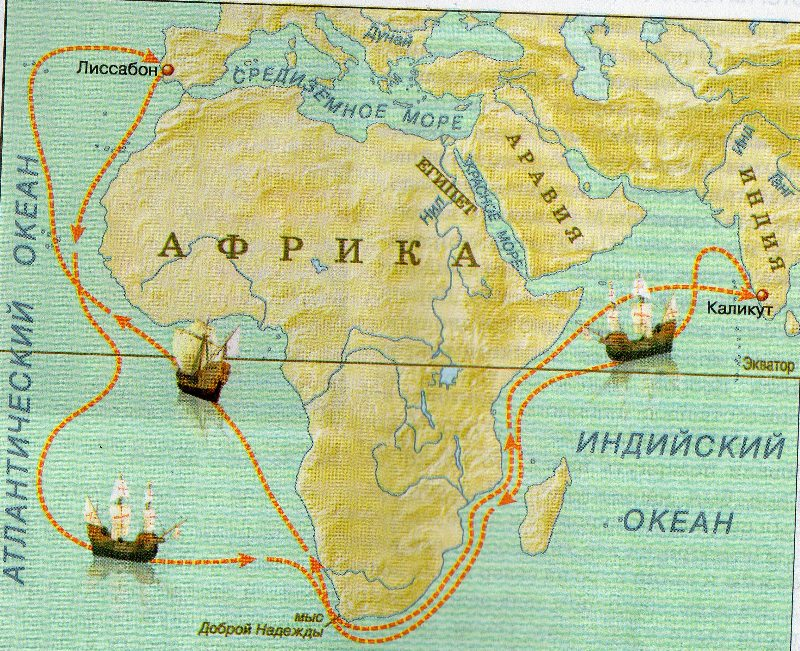 Дунай
Лиссабон
СРЕДИЗЕМНОЕ МОРЕ
АТЛАНТИЧЕСКИЙ ОКЕАН
ЕГИПЕТ
Нил
КРАСНОЕ МОРЕ
АРАВИЯ
Инд
Ганг
ИНДИЯ
АФРИКА
Каликут
Экватор
ИНДИЙСКИЙ
ОКЕАН
мыс
Доброй Надежды